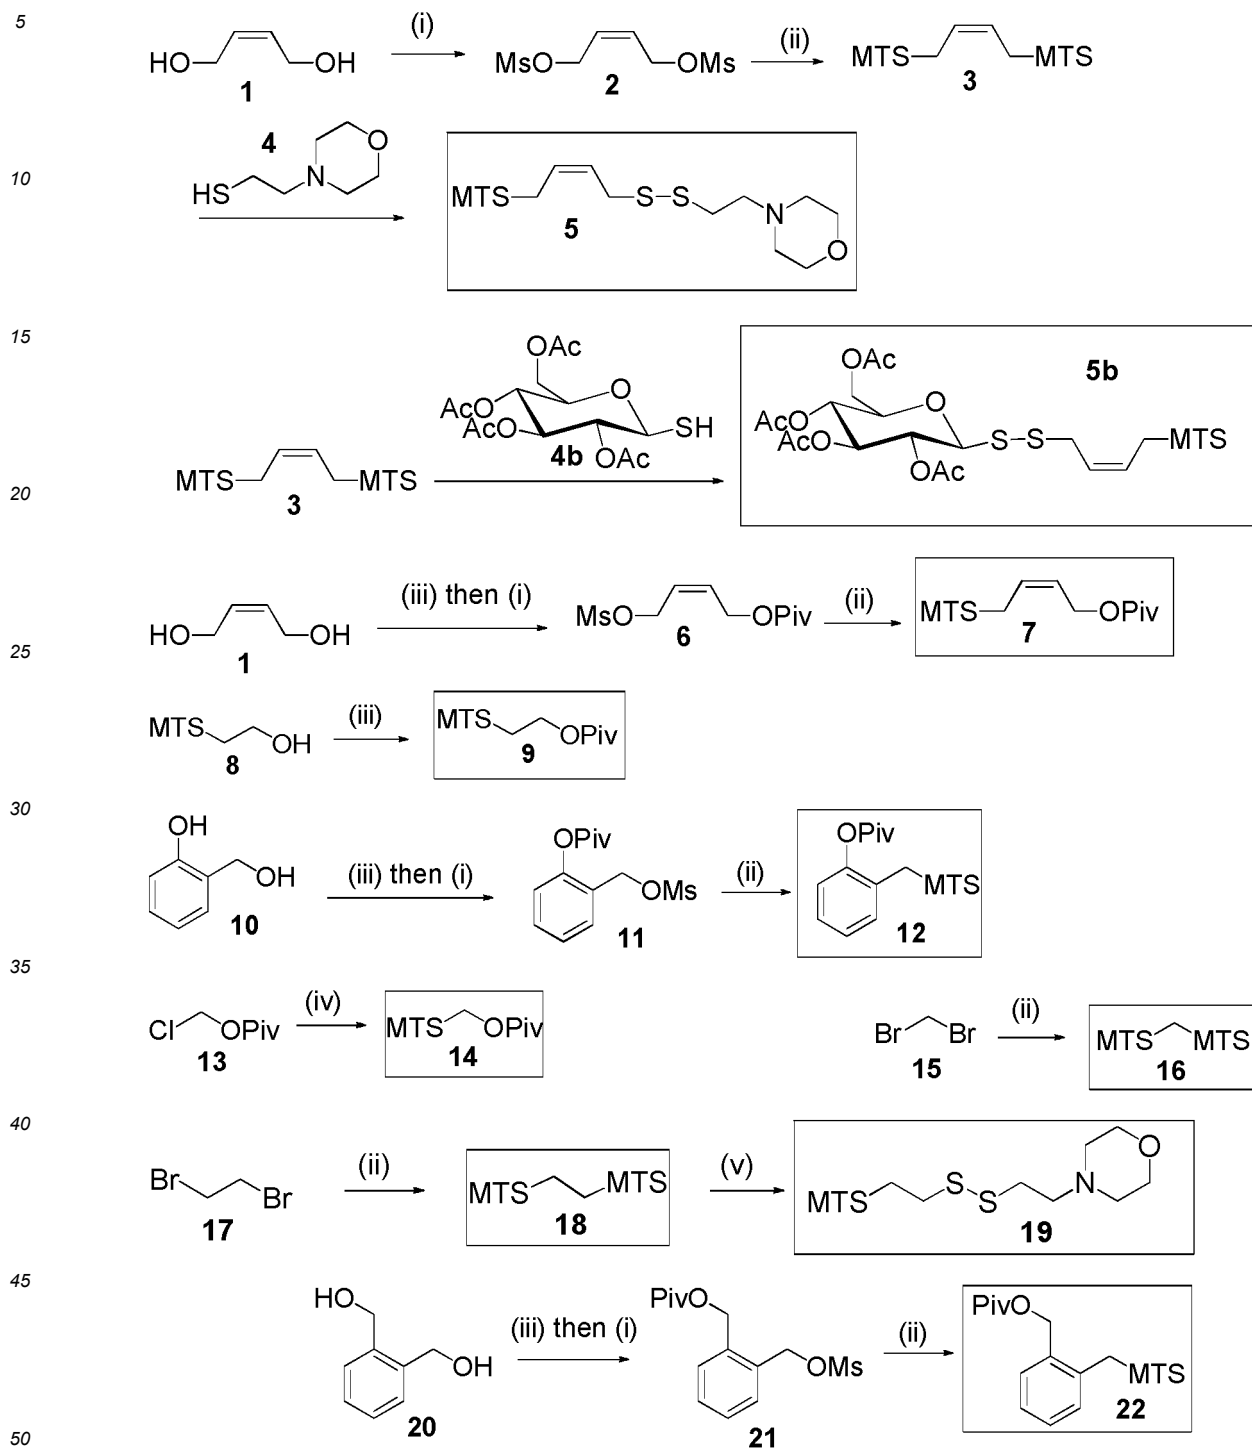 5
(i)
(ii)
HO OH
MsO OMs
MTS MTS
1
2
3
4
O
N
HS
10
MTS S S N O
5
15
OAc
O
AcO
AcO
OAc
SH
4b
5b
OAc
O
AcO
AcO
OAc
S S
MTS
MTS MTS
3
20
(iii) then (i)
(ii)
HO OH
MsO OPiv
MTS OPiv
1
6
7
25
MTS OH
(iii)
MTS OPiv
8
9
30
OH
OH
10
(iii) then (i)
OPiv
OMs
11
(ii)
OPiv
MTS
12
35
Cl OPiv
13
(iv)
MTS OPiv
14
Br Br
15
(ii)
MTS MTS
16
40
Br Br
17
(ii)
MTS MTS
18
(v)
MTS S S N O
19
45
HO
OH
20
(iii) then (i)
PivO
OMs
21
(ii)
PivO
MTS
22
50